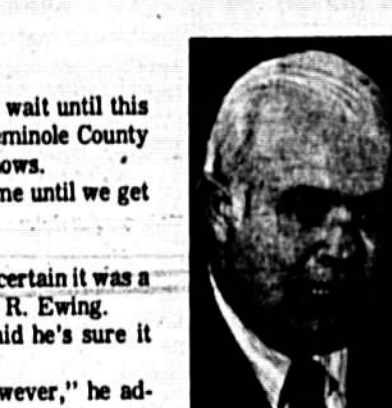 wait until this
eminole County
ows.
me until we get
certain it was a
R. Ewing.
aid he's sure it
wever," he ad-